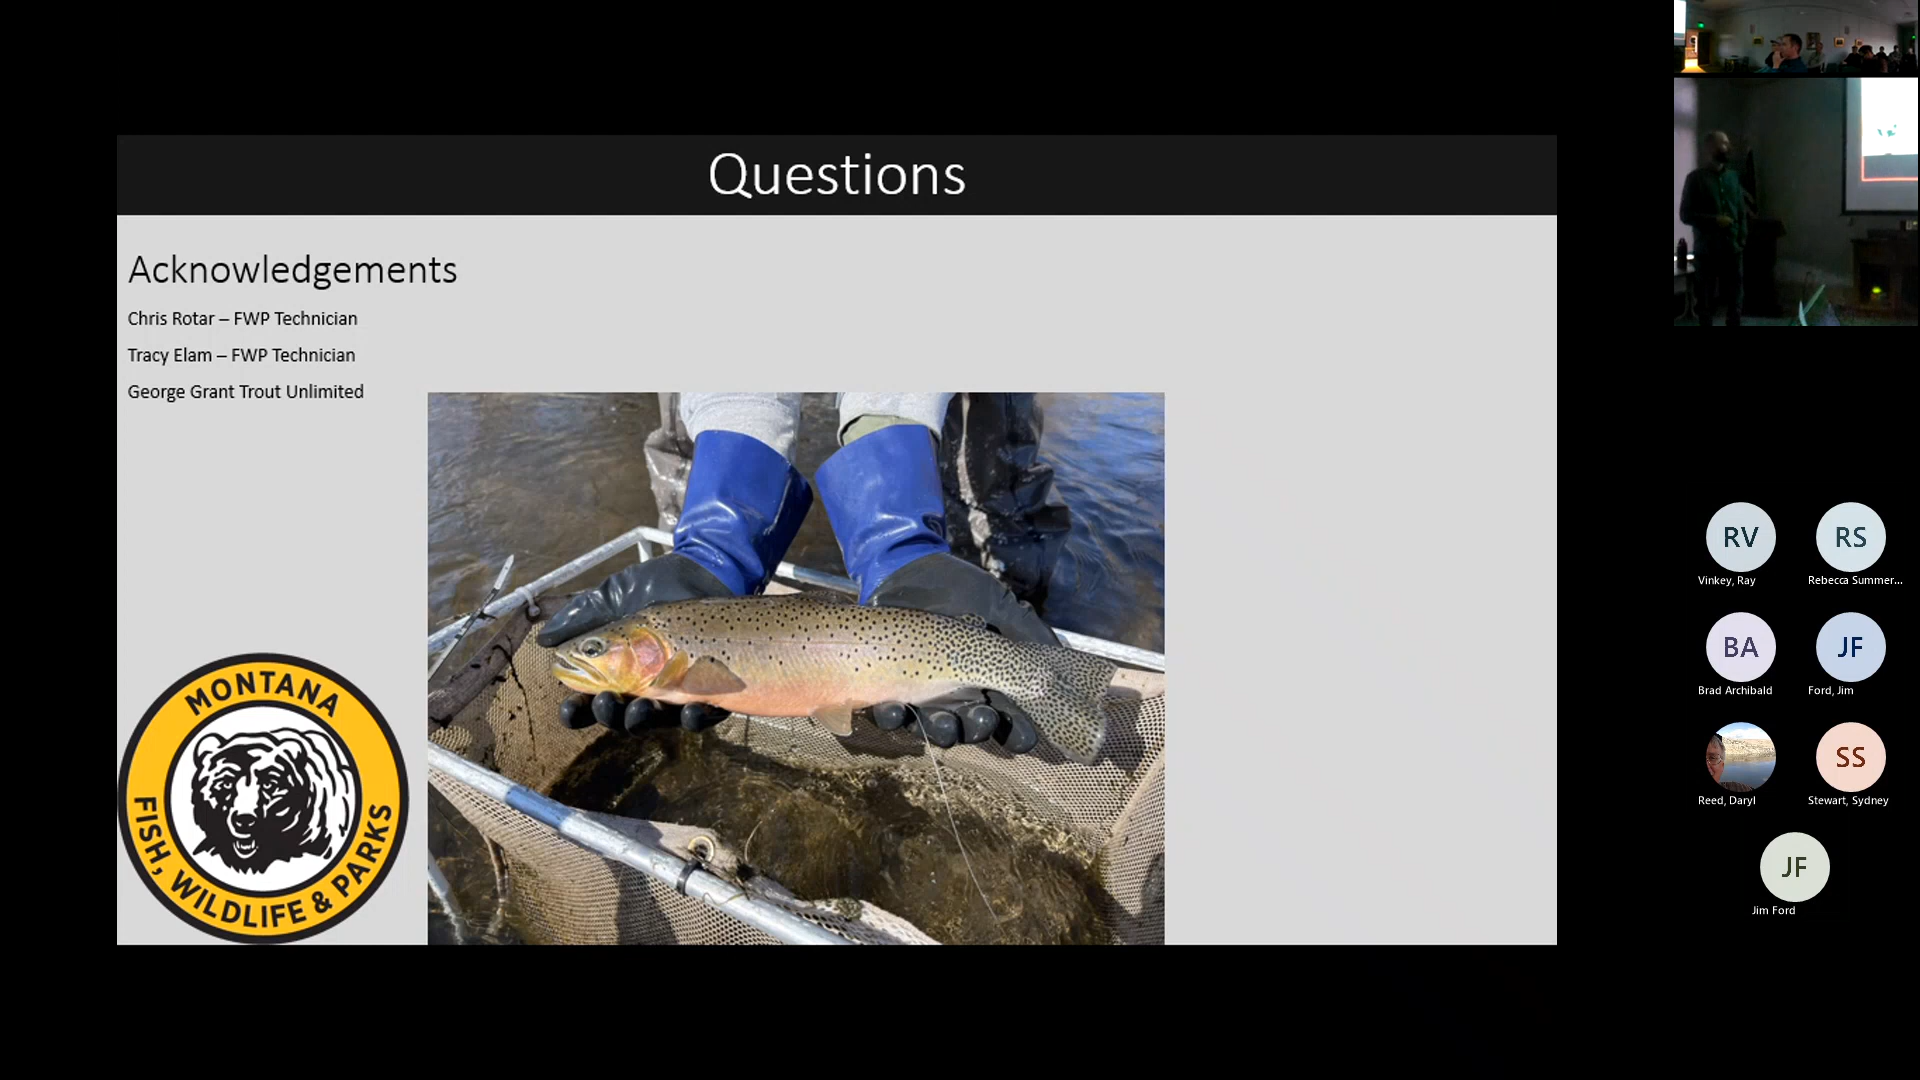 Questions
Acknowledgements
Chris Rotar – FWP Technician
Tracy Elam – FWP Technician
George Grant Trout Unlimited
MONTANA
FISH, WILDLIFE & PARKS
RV
RS
Vinkey, Ray
Rebecca Summer...
BA
JF
Brad Archibald
Ford, Jim
SS
Reed, Daryl
Stewart, Sydney
JF
Jim Ford